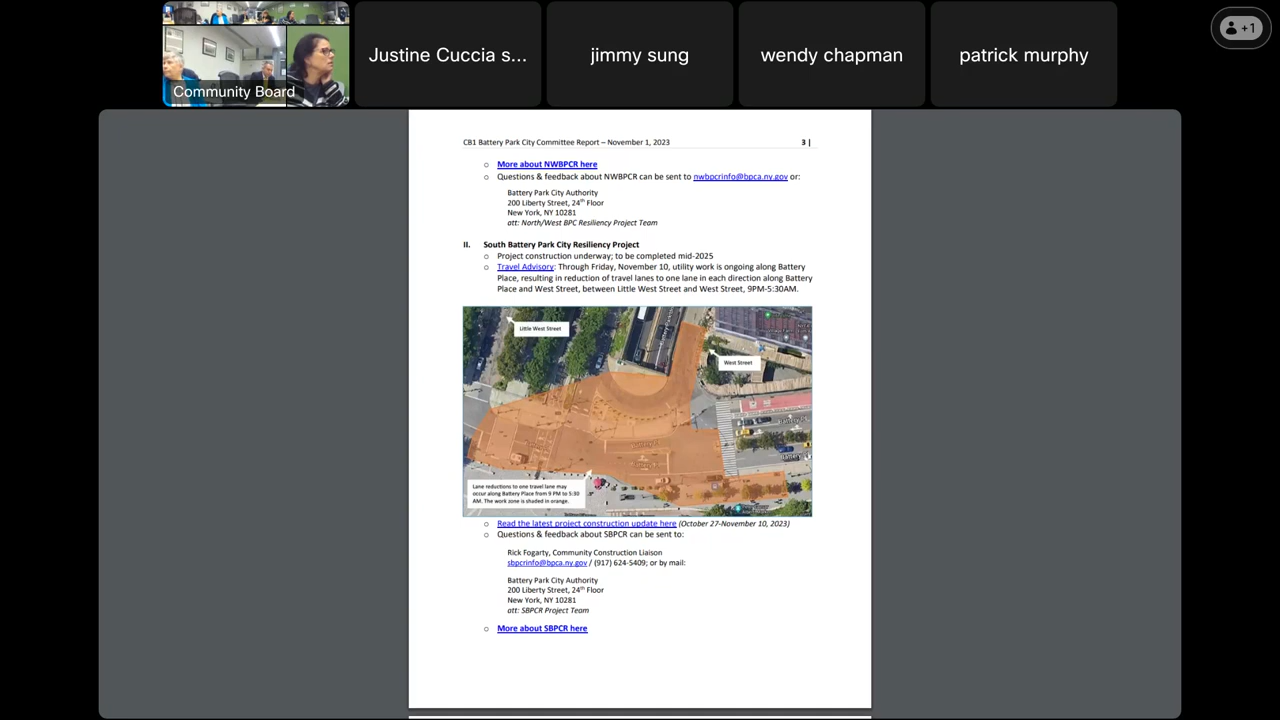 Community Board
Justine Cuccia s...
jimmy sung
wendy chapman
patrick murphy
+1
CB1 Battery Park City Committee Report – November 1, 2023
3 |
o More about NWBPCR here
o Questions & feedback about NWBPCR can be sent to nwbpcrinfo@bpca.ny.gov or:
Battery Park City Authority
200 Liberty Street, 24th Floor
New York, NY 10281
att: North/West BPC Resiliency Project Team
II. South Battery Park City Resiliency Project
o Project construction underway; to be completed mid-2025
o Travel Advisory: Through Friday, November 10, utility work is ongoing along Battery
Place, resulting in reduction of travel lanes to one lane in each direction along Battery
Place and West Street, between Little West Street and West Street, 9PM-5:30AM.
Little West Street
West Street
Lane reductions to one travel lane may
occur along Battery Place from 9 PM to 5:30
AM. The work zone is shaded in orange.
o Read the latest project construction update here (October 27-November 10, 2023)
o Questions & feedback about SBPCR can be sent to:
Rick Fogarty, Community Construction Liaison
sbpcrinfo@bpca.ny.gov / (917) 624-5409; or by mail:
Battery Park City Authority
200 Liberty Street, 24th Floor
New York, NY 10281
att: SBPCR Project Team
o More about SBPCR here